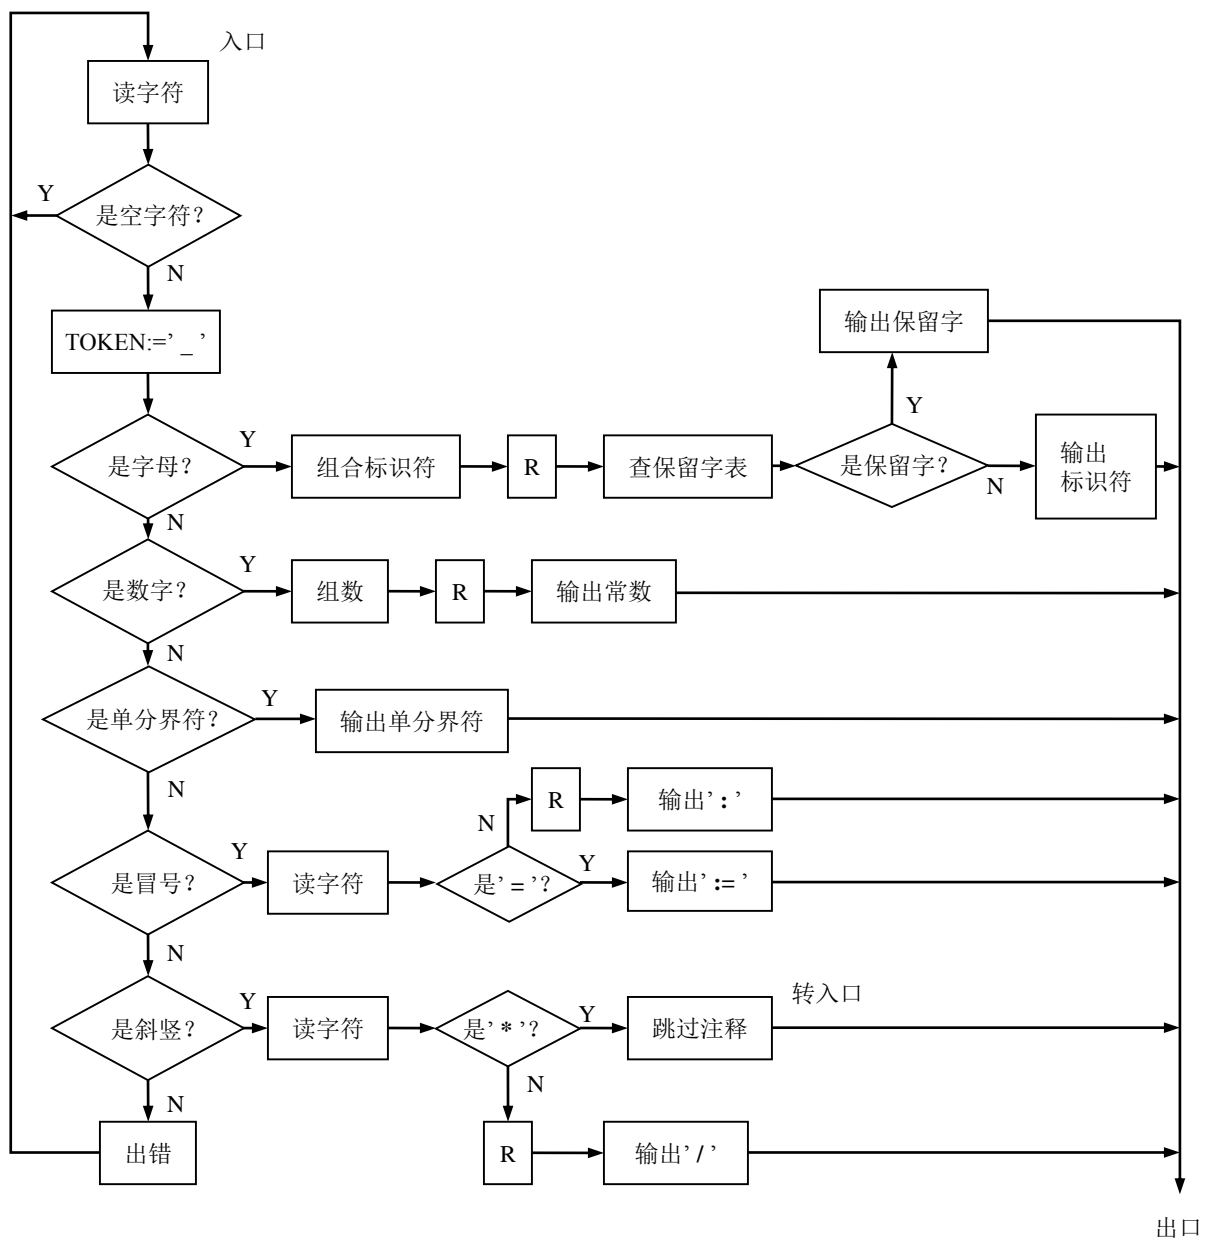 入口
读字符
Y
是空字符?
N
TOKEN:=’ _ ’
输出保留字
Y
是字母?
Y
组合标识符
R
查保留字表
是保留字?
N
输出
标识符
N
是数字?
Y
组数
R
输出常数
N
是单分界符?
Y
输出单分界符
N
R
输出’ : ’
N
是冒号?
Y
读字符
是’ = ’?
Y
输出’ := ’
N
是斜竖?
Y
读字符
是’ * ’?
Y
跳过注释
转入口
N
N
出错
R
输出’ / ’
出口